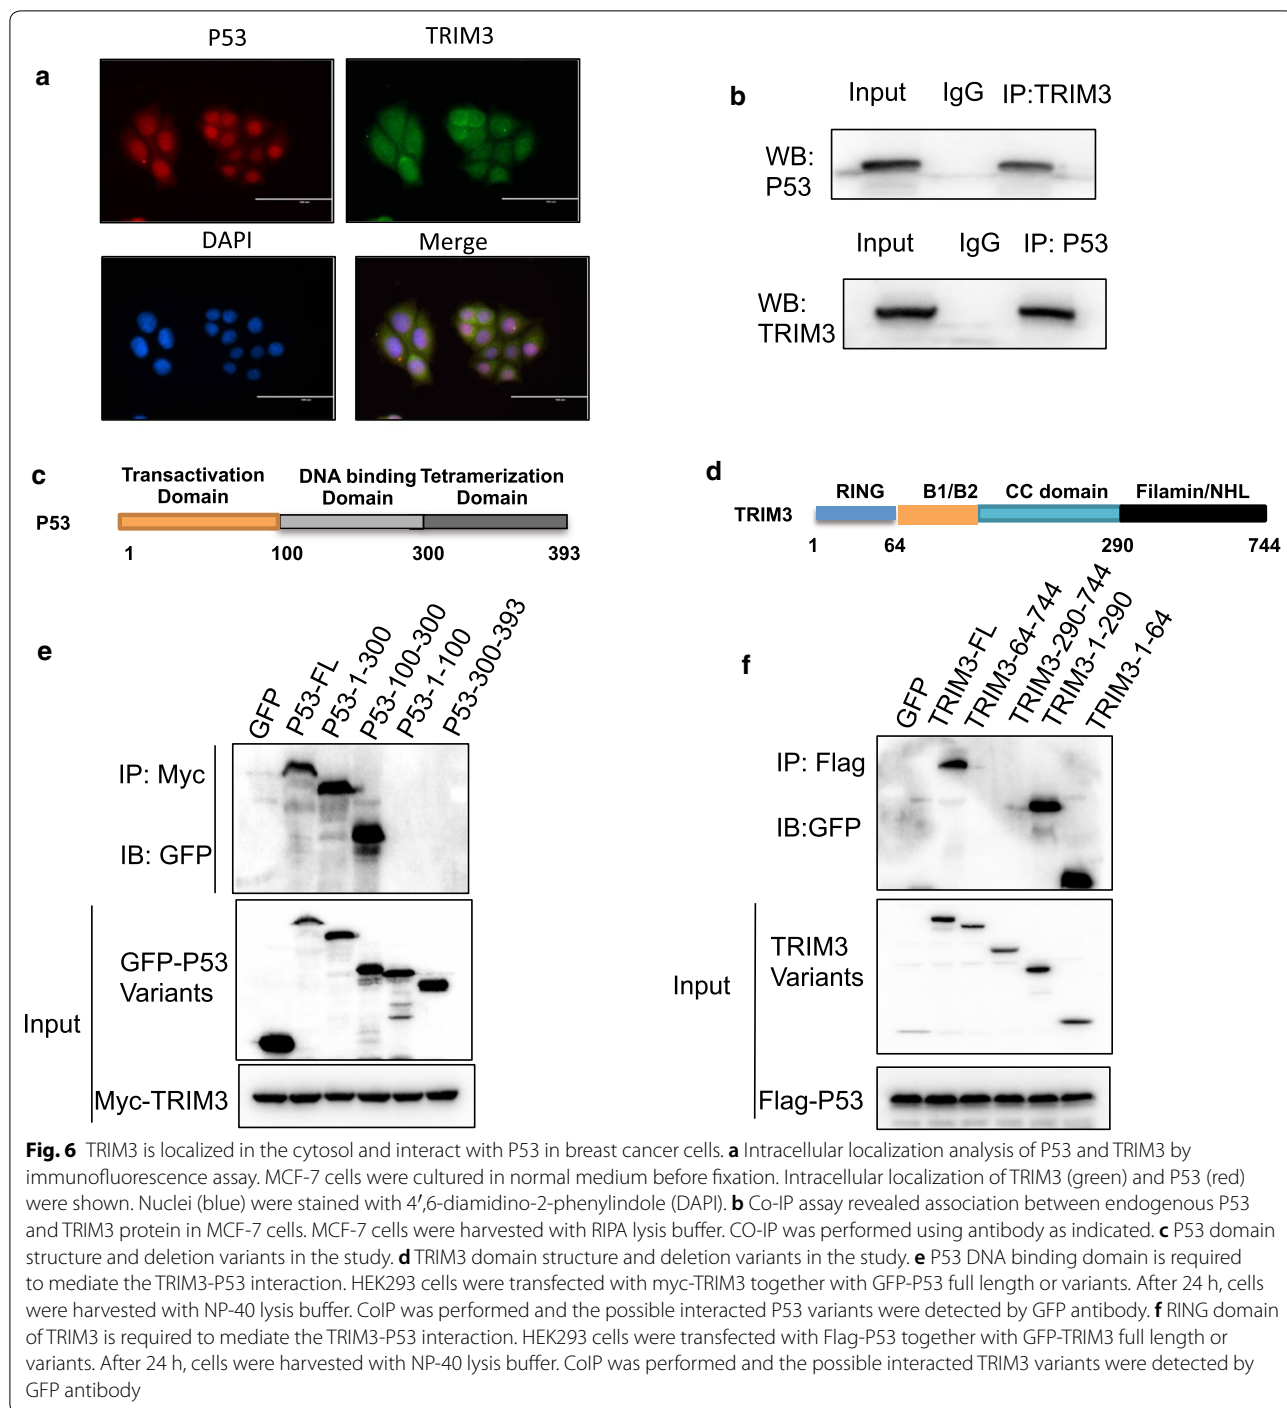 P53 TRIM3
a
DAPI Merge
b
Input IgG IP:TRIM3
WB:
P53
Input IgG IP: P53
WB:
TRIM3
c
Transactivation
Domain
DNA binding
Domain
Tetramerization
Domain
P53
1 100 300 393
d
RING B1/B2 CC domain Filamin/NHL
TRIM3
1 64 290 744
e
GFP
P53-FL
P53-1-300
P53-100-300
P53-1-100
P53-300-393
IP: Myc
IB: GFP
GFP-P53
Variants
Input
Myc-TRIM3
f
GFP
TRIM3-FL
TRIM3-64-744
TRIM3-290-744
TRIM3-1-290
TRIM3-1-64
IP: Flag
IB:GFP
TRIM3
Variants
Input
Flag-P53
Fig. 6 TRIM3 is localized in the cytosol and interact with P53 in breast cancer cells. a Intracellular localization analysis of P53 and TRIM3 by
immunofluorescence assay. MCF-7 cells were cultured in normal medium before fixation. Intracellular localization of TRIM3 (green) and P53 (red)
were shown. Nuclei (blue) were stained with 4′,6-diamidino-2-phenylindole (DAPI). b Co-IP assay revealed association between endogenous P53
and TRIM3 protein in MCF-7 cells. MCF-7 cells were harvested with RIPA lysis buffer. CO-IP was performed using antibody as indicated. c P53 domain
structure and deletion variants in the study. d TRIM3 domain structure and deletion variants in the study. e P53 DNA binding domain is required
to mediate the TRIM3-P53 interaction. HEK293 cells were transfected with myc-TRIM3 together with GFP-P53 full length or variants. After 24 h, cells
were harvested with NP-40 lysis buffer. CoIP was performed and the possible interacted P53 variants were detected by GFP antibody. f RING domain
of TRIM3 is required to mediate the TRIM3-P53 interaction. HEK293 cells were transfected with Flag-P53 together with GFP-TRIM3 full length or
variants. After 24 h, cells were harvested with NP-40 lysis buffer. CoIP was performed and the possible interacted TRIM3 variants were detected by
GFP antibody